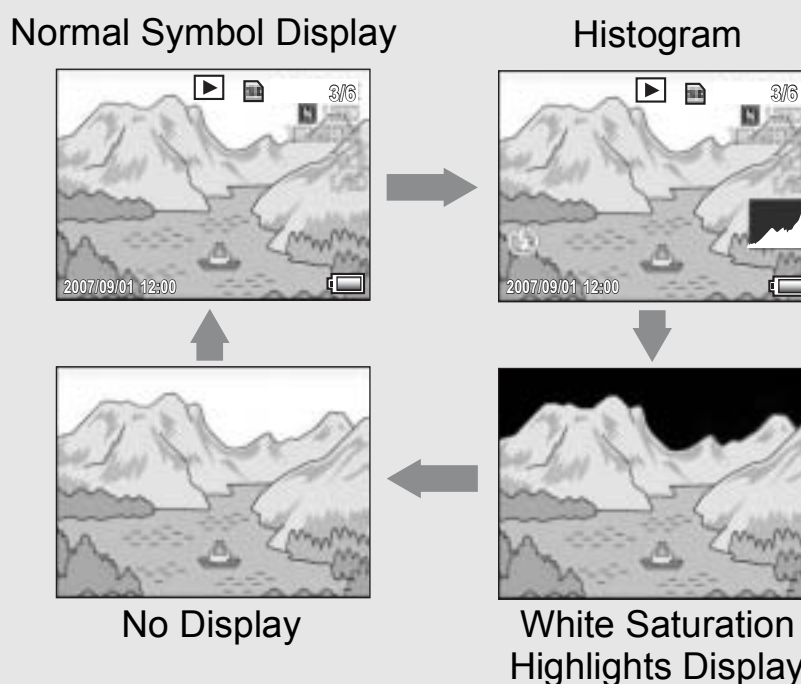 Normal Symbol Display
Histogram
3/6
3/6
2007/09/01 12:00
2007/09/01 12:00
No Display
White Saturation
Highlights Display